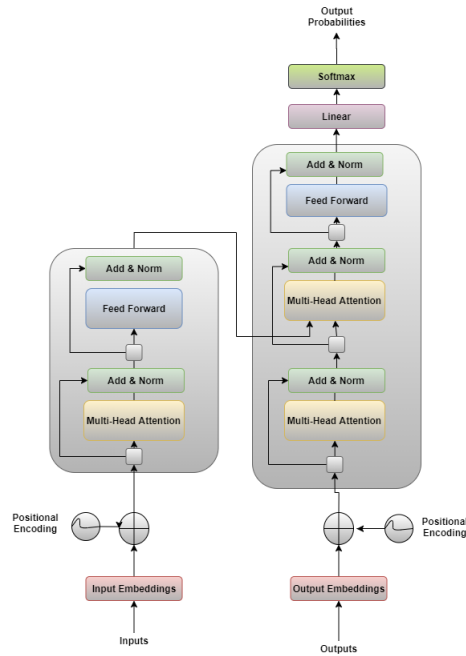 Output
Probabilities
Softmax
Linear
Add & Norm
Feed Forward
Add & Norm
Multi-Head Attention
Add & Norm
Multi-Head Attention
Add & Norm
Feed Forward
Add & Norm
Multi-Head Attention
Positional
Encoding
Positional
Encoding
Input Embeddings
Output Embeddings
Inputs
Outputs